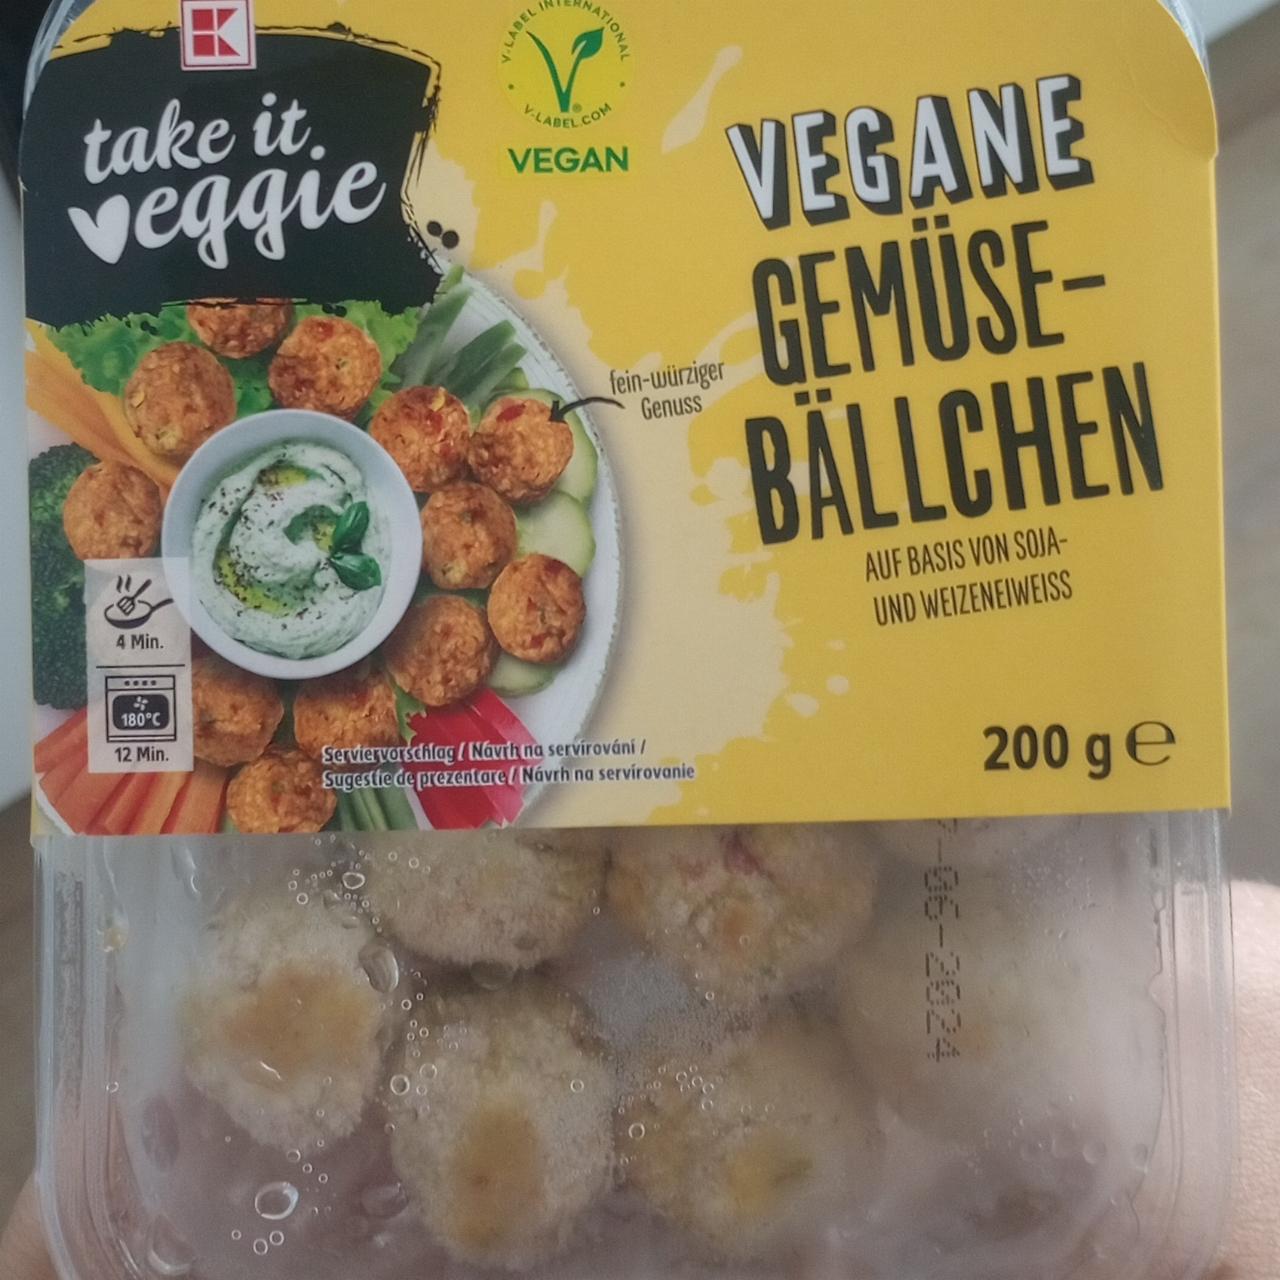 K
V-LABEL INTERNATIONAL
V-LABEL.COM
VEGAN
take it
veggie
VEGANE
GEMÜSE-
BÄLLCHEN
AUF BASIS VON SOJA-
UND WEIZENEIWEISS
fein-würziger
Genuss
4 Min.
180°C
12 Min.
Serviervorschlag / Návrh na servírování /
Sugestie de prezentare / Návrh na servírovanie
200 g e